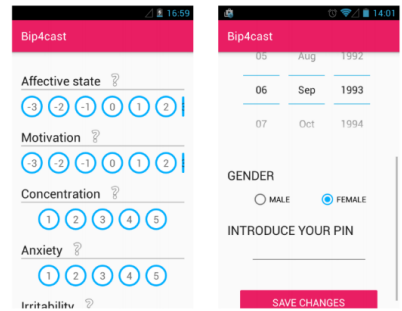 16:59
Bip4cast
Affective state ?
-3 -2 -1 0 1 2
Motivation ?
-3 -2 -1 0 1 2
Concentration ?
1 2 3 4 5
Anxiety ?
1 2 3 4 5
Irritability ?
14:01
Bip4cast
05 Aug 1992
06 Sep 1993
07 Oct 1994
GENDER
MALE FEMALE
INTRODUCE YOUR PIN
SAVE CHANGES